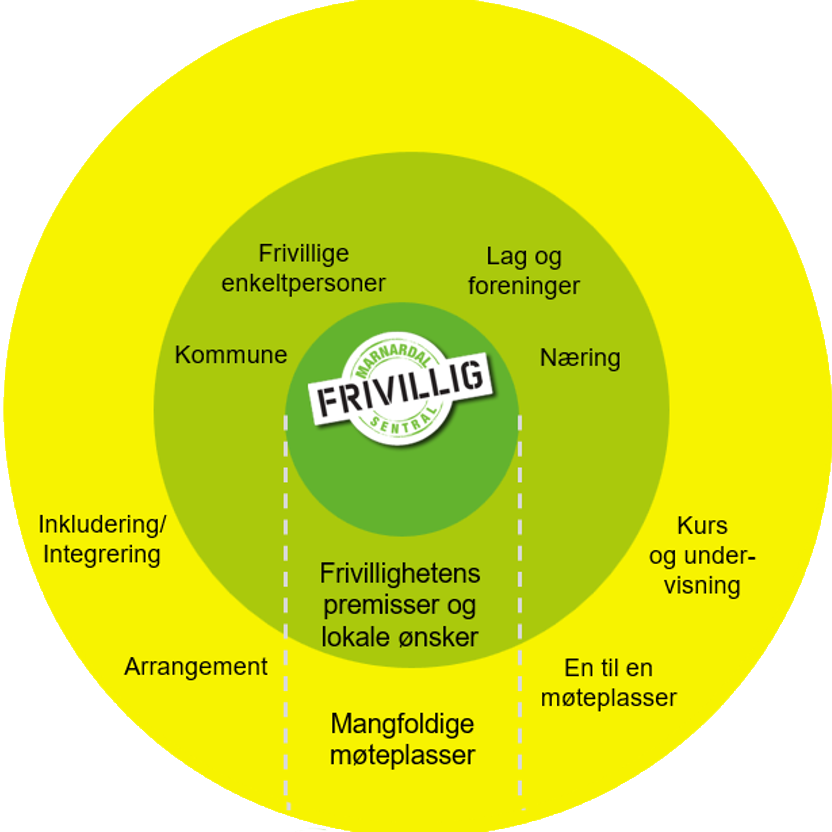 Frivillige
enkeltpersoner
Lag og
foreninger
Kommune
Næring
MARNARDAL
FRIVILLIG
SENTRAL
Inkludering/
Integrering
Kurs
og under-
visning
Frivillighetens
premisser og
lokale ønsker
Arrangement
En til en
møteplasser
Mangfoldige
møteplasser